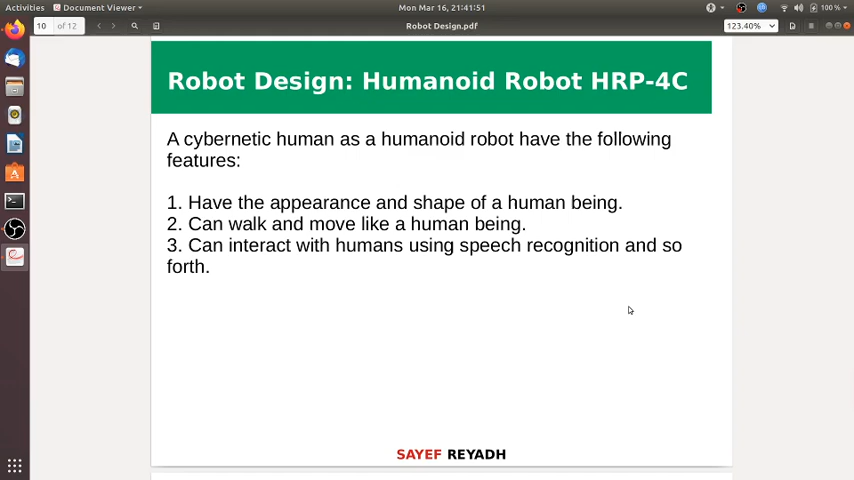 Activities
Document Viewer
Mon Mar 16, 21:41:51
100 %
10
of 12
Robot Design.pdf
123.40%
Robot Design: Humanoid Robot HRP-4C
A cybernetic human as a humanoid robot have the following
features:
1. Have the appearance and shape of a human being.
2. Can walk and move like a human being.
3. Can interact with humans using speech recognition and so
forth.
SAYEF REYADH